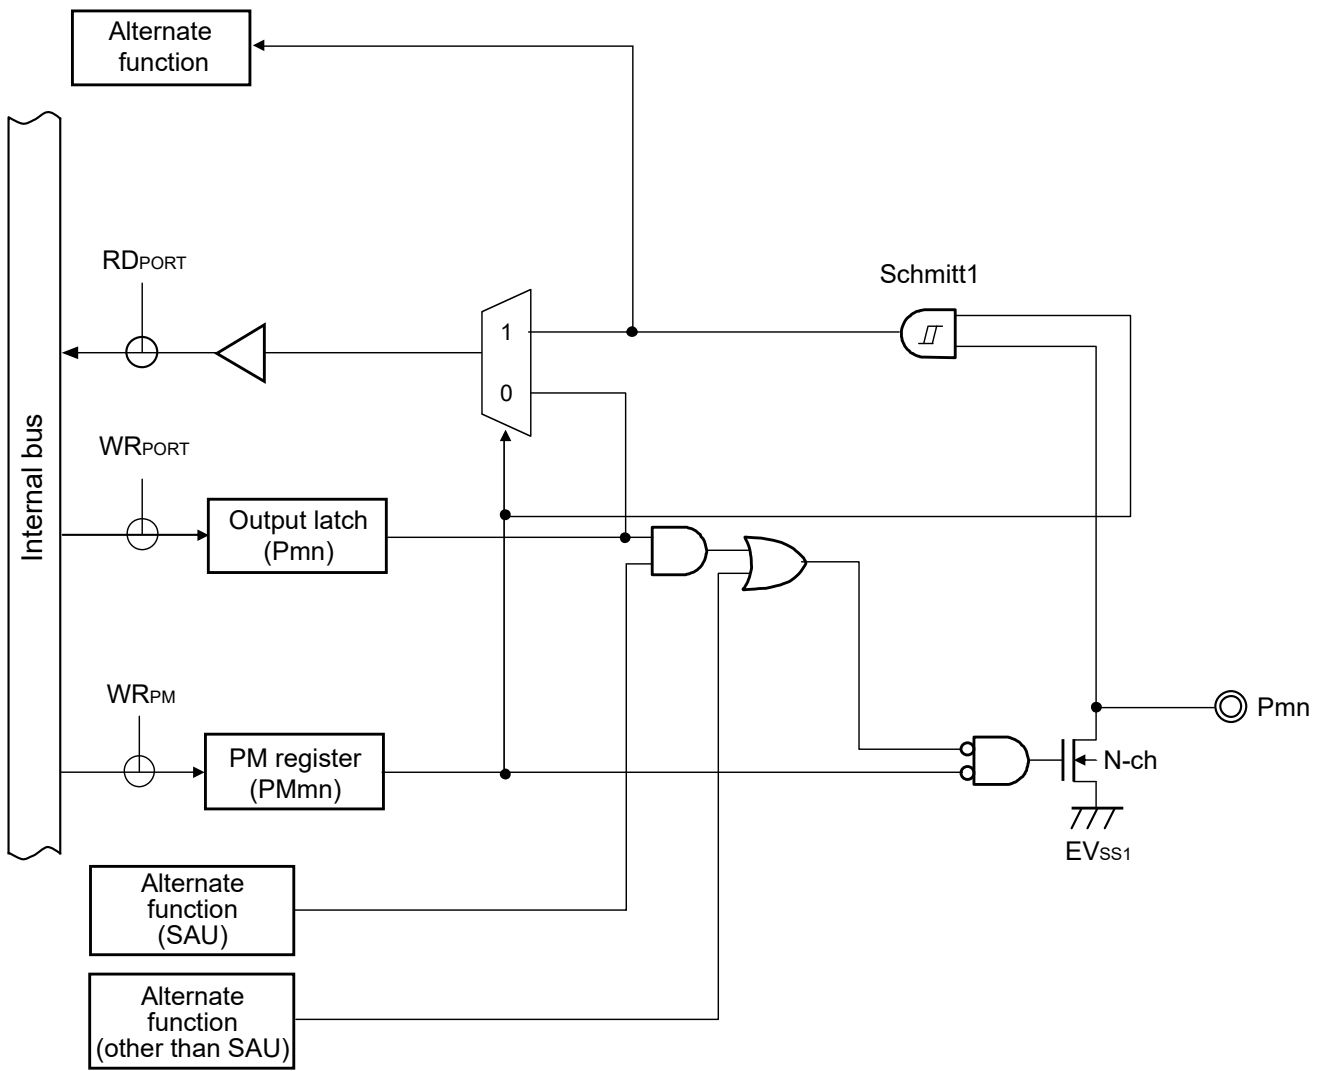 Alternate
function
RDPORT
Schmitt1
1
0
WRPORT
Internal bus
Output latch
(Pmn)
WRPM
PM register
(PMmn)
Pmn
N-ch
EVSS1
Alternate
function
(SAU)
Alternate
function
(other than SAU)